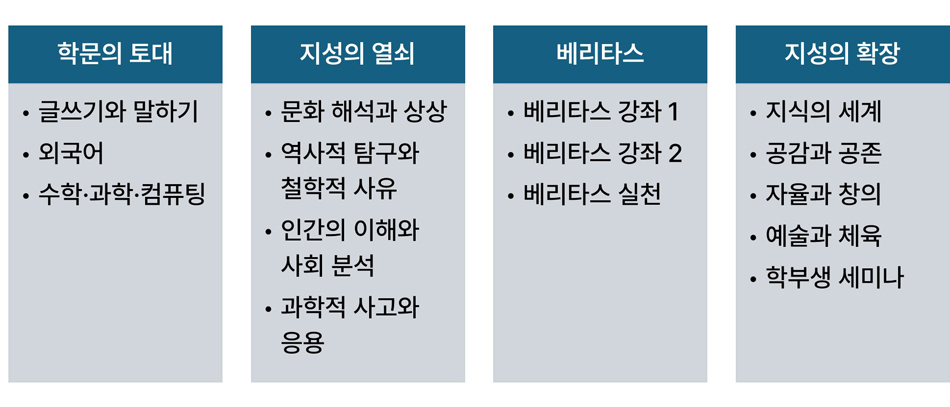 학문의 토대
• 글쓰기와 말하기
• 외국어
• 수학·과학·컴퓨팅
지성의 열쇠
• 문화 해석과 상상
• 역사적 탐구와
철학적 사유
• 인간의 이해와
사회 분석
• 과학적 사고와
응용
베리타스
• 베리타스 강좌 1
• 베리타스 강좌 2
• 베리타스 실천
지성의 확장
• 지식의 세계
• 공감과 공존
• 자율과 창의
• 예술과 체육
• 학부생 세미나